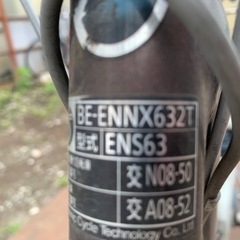 BE-ENNX632T
型式 ENS63
交 N08-50
交 A08-52
Cycle Technology Co., Ltd